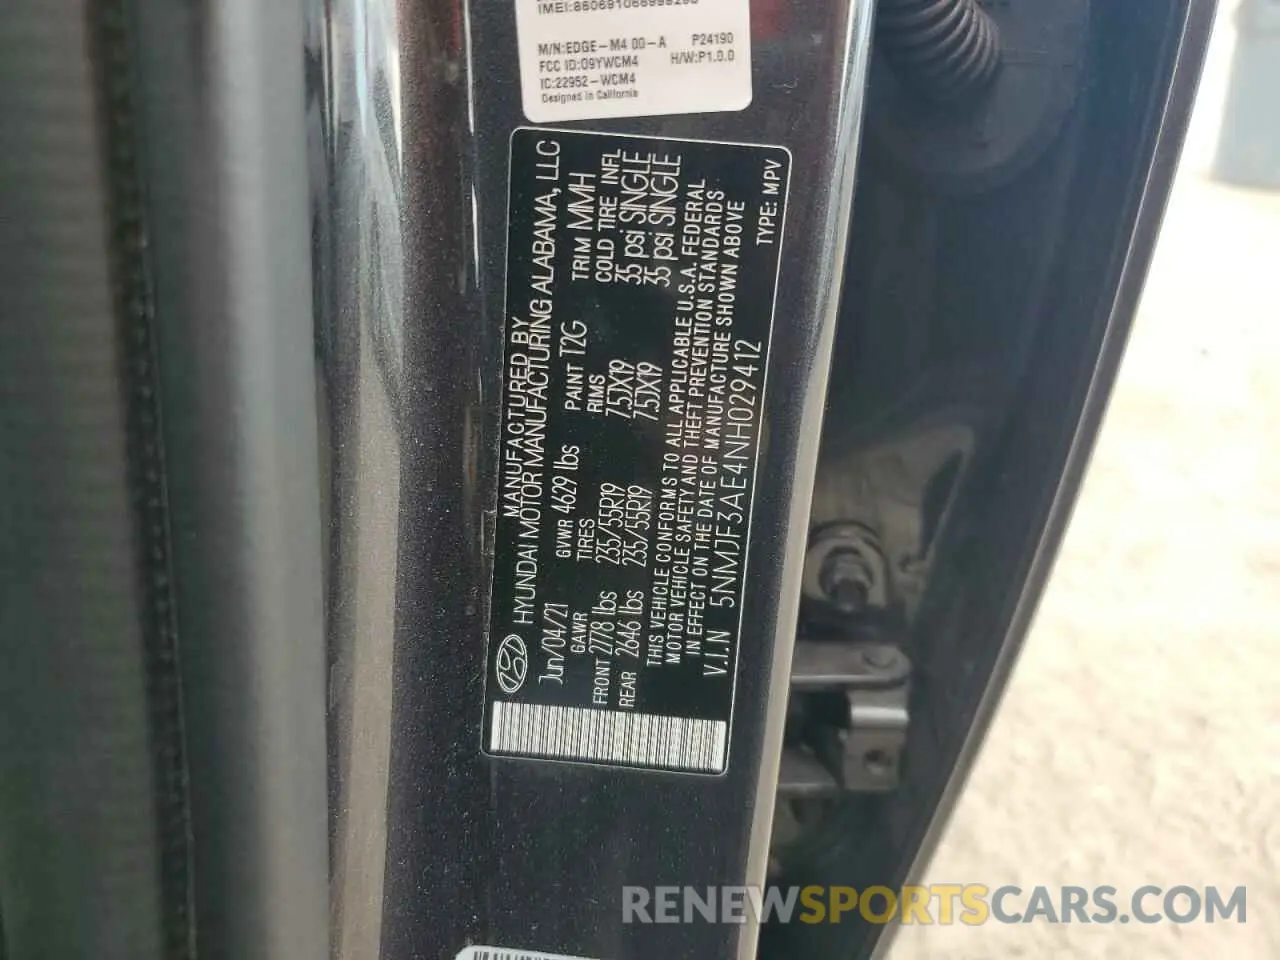 M/N:EDGE-M4 00-A P24190
FCC ID:O9YWCM4 H/W:P1.0.0
IC:22952-WCM4
Designed in California
MANUFACTURED BY
HYUNDAI MOTOR MANUFACTURING ALABAMA, LLC
Jun/04/21 GVWR 4629 lbs PAINT T2G TRIM MMH
GAWR TIRES RIMS COLD TIRE INFL
FRONT 2778 lbs 235/55R19 7.5JX19 35 psi SINGLE
REAR 2646 lbs 235/55R19 7.5JX19 35 psi SINGLE
THIS VEHICLE CONFORMS TO ALL APPLICABLE U.S.A. FEDERAL
MOTOR VEHICLE SAFETY AND THEFT PREVENTION STANDARDS
IN EFFECT ON THE DATE OF MANUFACTURE SHOWN ABOVE
V.I.N 5NMJF3AE4NH029412 TYPE: MPV
RENEWSPORTSCARS.COM